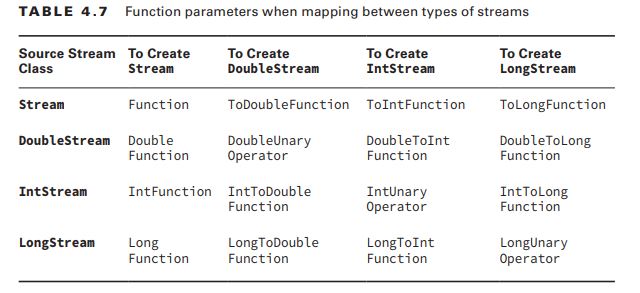 TABLE 4.7 Function parameters when mapping between types of streams
Source Stream To Create To Create To Create To Create
Class Stream DoubleStream IntStream LongStream
Stream Function ToDoubleFunction ToIntFunction ToLongFunction
DoubleStream Double DoubleUnary DoubleToInt DoubleToLong
Function Operator Function Function
IntStream IntFunction IntToDouble IntUnary IntToLong
Function Operator Function
LongStream Long LongToDouble LongToInt LongUnary
Function Function Function Operator